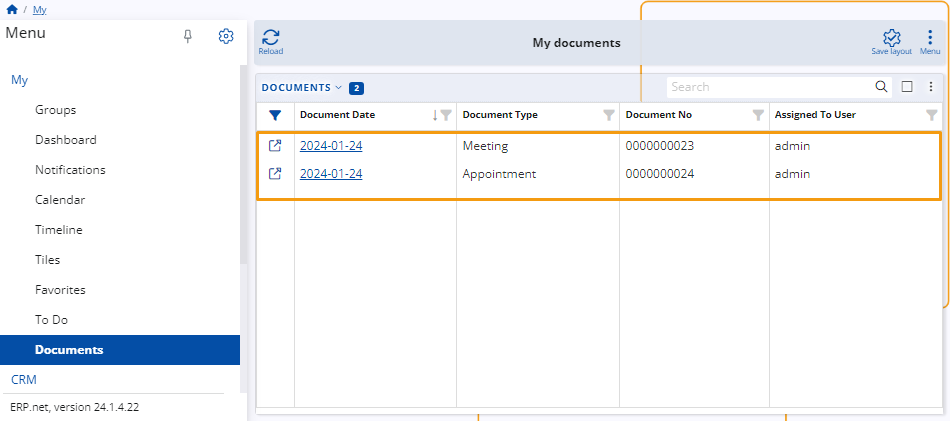 / My
Menu
My
Groups
Dashboard
Notifications
Calendar
Timeline
Tiles
Favorites
To Do
Documents
CRM
ERP.net, version 24.1.4.22
Reload
My documents
Save layout
Menu
DOCUMENTS 2
Search
Document Date Document Type Document No Assigned To User
2024-01-24 Meeting 0000000023 admin
2024-01-24 Appointment 0000000024 admin